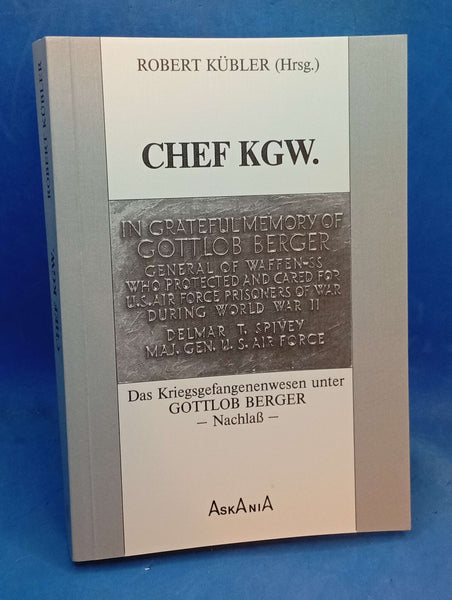 ROBERT KÜBLER (Hrsg.)
CHEF KGW.
IN GRATEFUL MEMORY OF
GOTTLOB BERGER
GENERAL OF WAFFEN-SS
WHO PROTECTED AND CARED FOR
U.S. AIR FORCE PRISONERS OF WAR
DURING WORLD WAR II
DELMAR T. SPIVEY
MAJ. GEN. U.S. AIR FORCE
Das Kriegsgefangenenwesen unter
GOTTLOB BERGER
— Nachlaß —
ASKANIA
ROBERT KÜBLER
CHEF KGW.